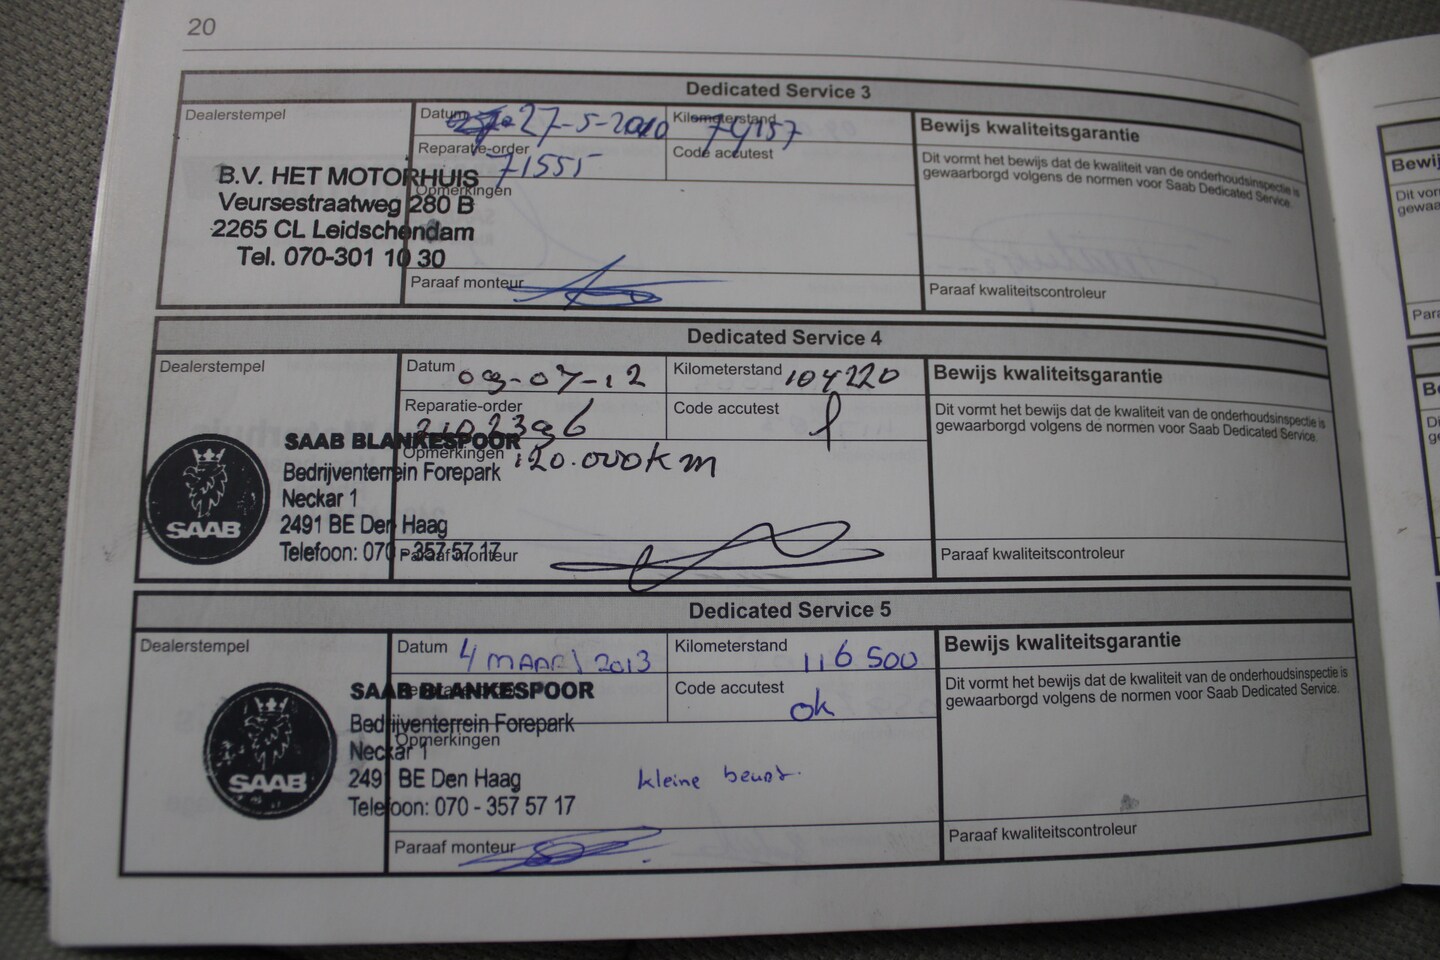 20
Dedicated Service 3
Dealerstempel
Datum 27-5-2010
Kilometerstand 74157
Reparatie-order 71555
Code accutest
B.V. HET MOTORHUIS
Veursestraatweg 280 B
2265 CL Leidschendam
Tel. 070-301 10 30
Opmerkingen
Paraaf monteur
Bewijs kwaliteitsgarantie
Dit vormt het bewijs dat de kwaliteit van de onderhoudsinspectie is
gewaarborgd volgens de normen voor Saab Dedicated Service.
Paraaf kwaliteitscontroleur
Dedicated Service 4
Dealerstempel
Datum 09-07-12
Kilometerstand 104220
Reparatie-order
Code accutest
SAAB
SAAB BLANKESPOOR
Bedrijventerrein Forepark
Neckar 1
2491 BE Den Haag
Telefoon: 070 - 357 57 17
Opmerkingen 120.000km
Paraaf monteur
Bewijs kwaliteitsgarantie
Dit vormt het bewijs dat de kwaliteit van de onderhoudsinspectie is
gewaarborgd volgens de normen voor Saab Dedicated Service.
Paraaf kwaliteitscontroleur
Dedicated Service 5
Dealerstempel
Datum 4 MAART 2013
Kilometerstand 116500
Code accutest ok
SAAB
SAAB BLANKESPOOR
Bedrijventerrein Forepark
Neckar 1
2491 BE Den Haag
Telefoon: 070 - 357 57 17
Opmerkingen
kleine beurt
Paraaf monteur
Bewijs kwaliteitsgarantie
Dit vormt het bewijs dat de kwaliteit van de onderhoudsinspectie is
gewaarborgd volgens de normen voor Saab Dedicated Service.
Paraaf kwaliteitscontroleur